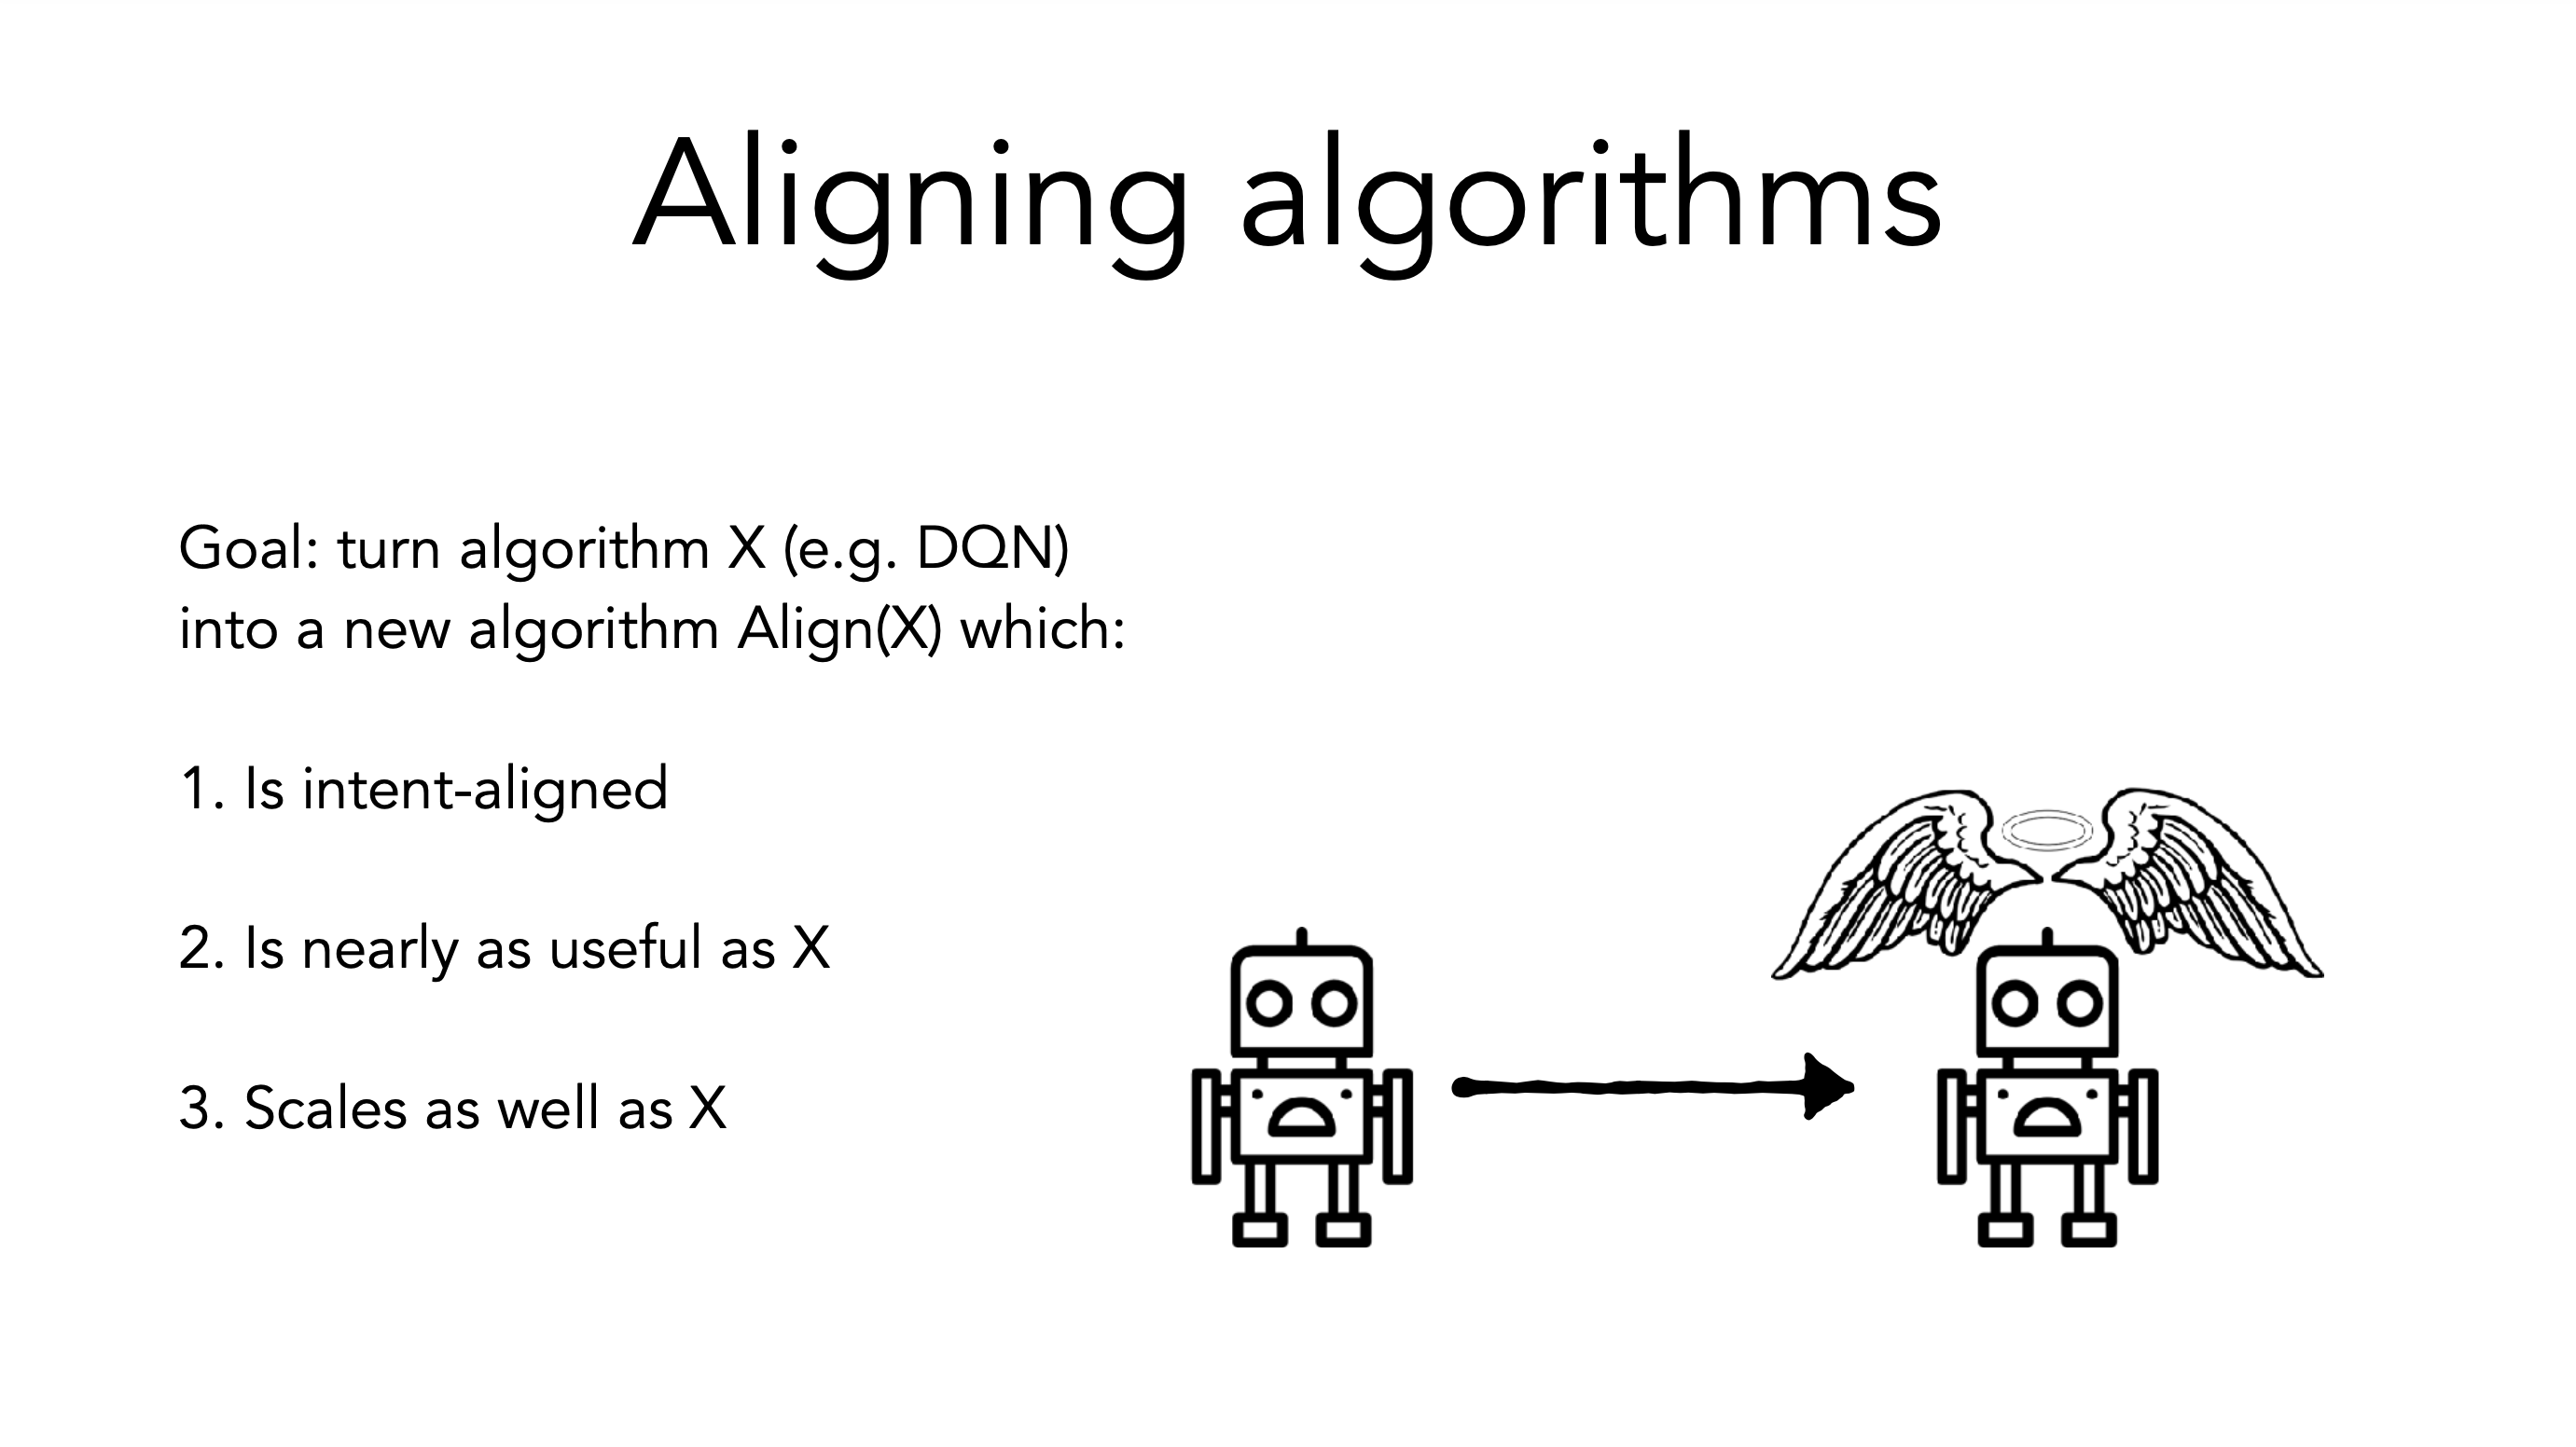 Aligning algorithms
Goal: turn algorithm X (e.g. DQN)
into a new algorithm Align(X) which:
1. Is intent-aligned
2. Is nearly as useful as X
3. Scales as well as X